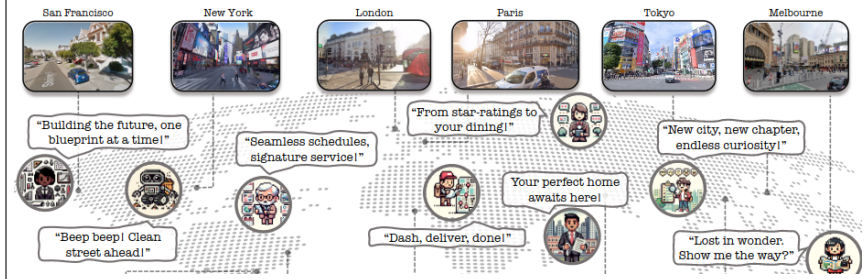 San Francisco
New York
London
Paris
Tokyo
Melbourne
“Building the future, one
blueprint at a time!”
“Seamless schedules,
signature service!”
“From star-ratings to
your dining!”
“New city, new chapter,
endless curiosity!”
Your perfect home
awaits here!
“Beep beep! Clean
street ahead!”
“Dash, deliver, done!”
“Lost in wonder.
Show me the way?”